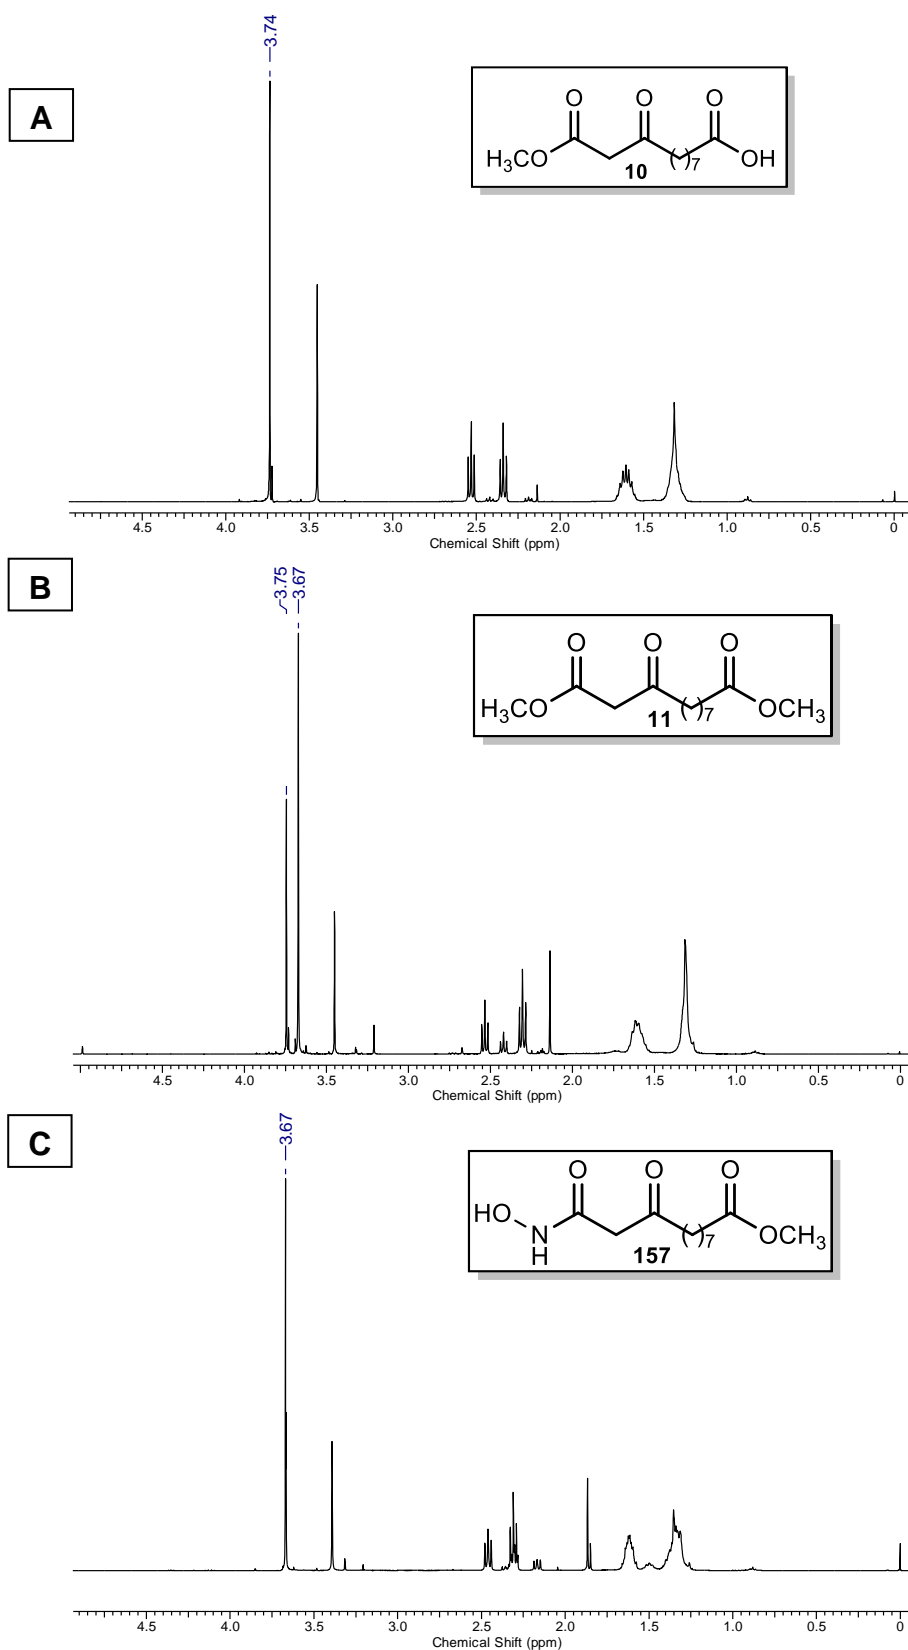 3.74
A
O O O
H3CO ( )7 OH
10
4.5 4.0 3.5 3.0 2.5 2.0 1.5 1.0 0.5 0
Chemical Shift (ppm)
B
3.75
3.67
O O O
H3CO ( )7 OCH3
11
4.5 4.0 3.5 3.0 2.5 2.0 1.5 1.0 0.5 0
Chemical Shift (ppm)
C
3.67
O O O
HO
N
H
( )7 OCH3
157
4.5 4.0 3.5 3.0 2.5 2.0 1.5 1.0 0.5 0
Chemical Shift (ppm)